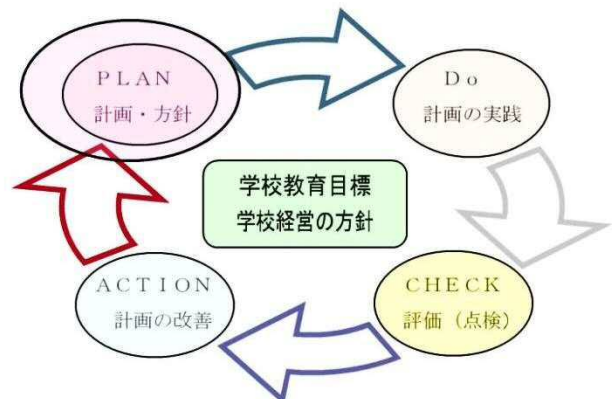 ＰＬＡＮ
計画・方針
Ｄｏ
計画の実践
学校教育目標
学校経営の方針
ＣＨＥＣＫ
評価（点検）
ＡＣＴＩＯＮ
計画の改善